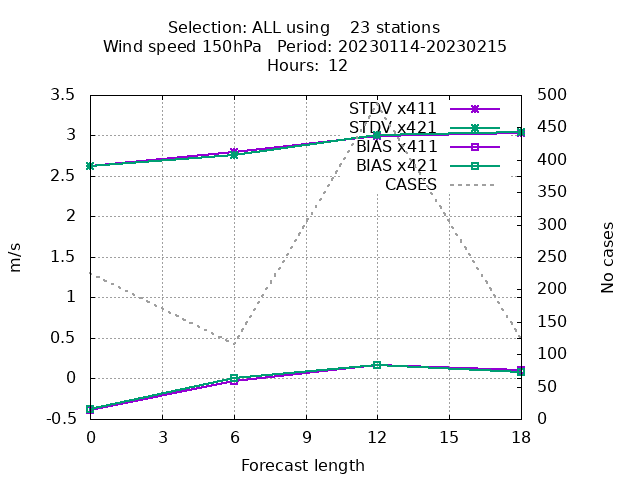 Selection: ALL using    23 stations
Wind speed 150hPa   Period: 20230114-20230215
Hours:  12
3.5
3
2.5
2
1.5
1
0.5
0
-0.5
m/s
STDV x411
STDV x421
BIAS x411
BIAS x421
CASES
500
450
400
350
300
250
200
150
100
50
0
No cases
0
3
6
9
12
15
18
Forecast length